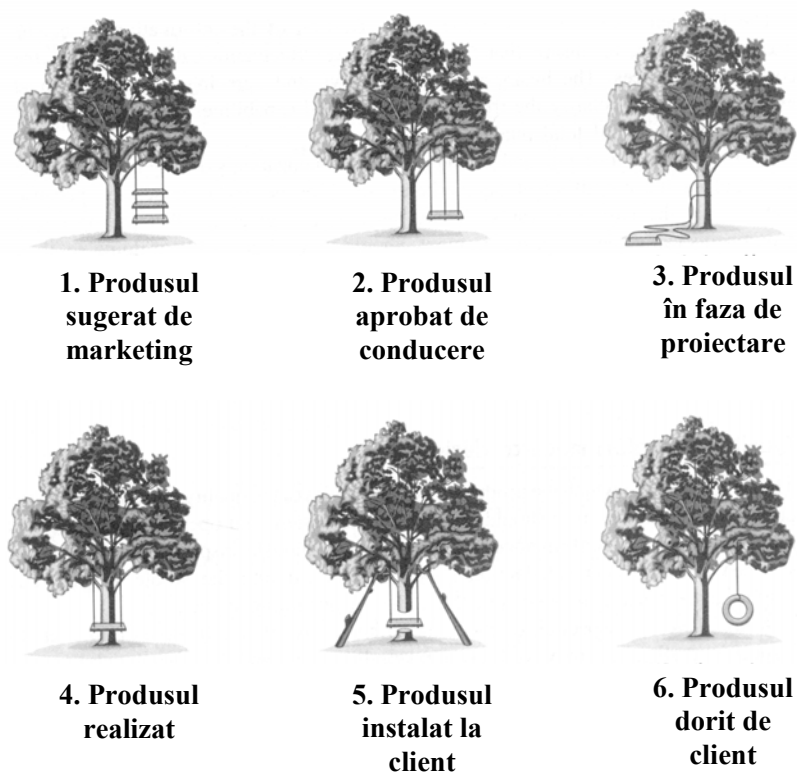 1. Produsul
sugerat de
marketing
2. Produsul
aprobat de
conducere
3. Produsul
în faza de
proiectare
4. Produsul
realizat
5. Produsul
instalat la
client
6. Produsul
dorit de
client